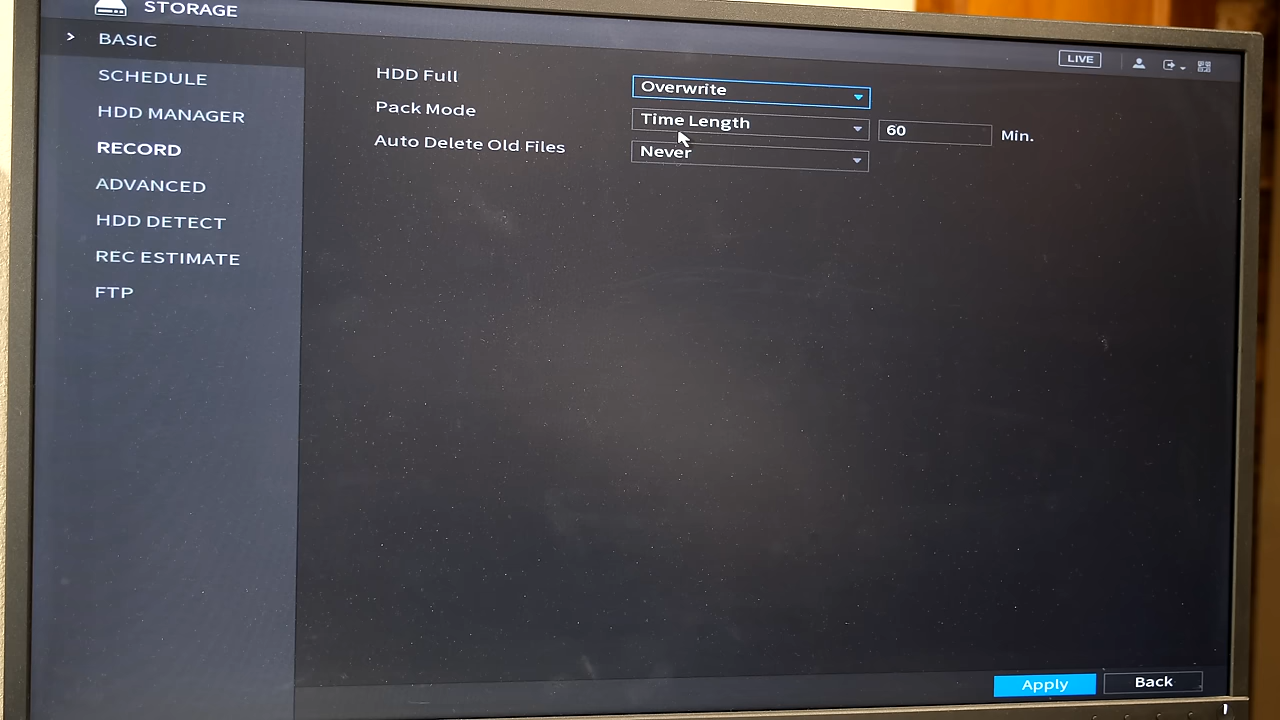 STORAGE
LIVE
> BASIC
SCHEDULE
HDD MANAGER
RECORD
ADVANCED
HDD DETECT
REC ESTIMATE
FTP
HDD Full Overwrite
Pack Mode Time Length 60 Min.
Auto Delete Old Files Never
Apply Back